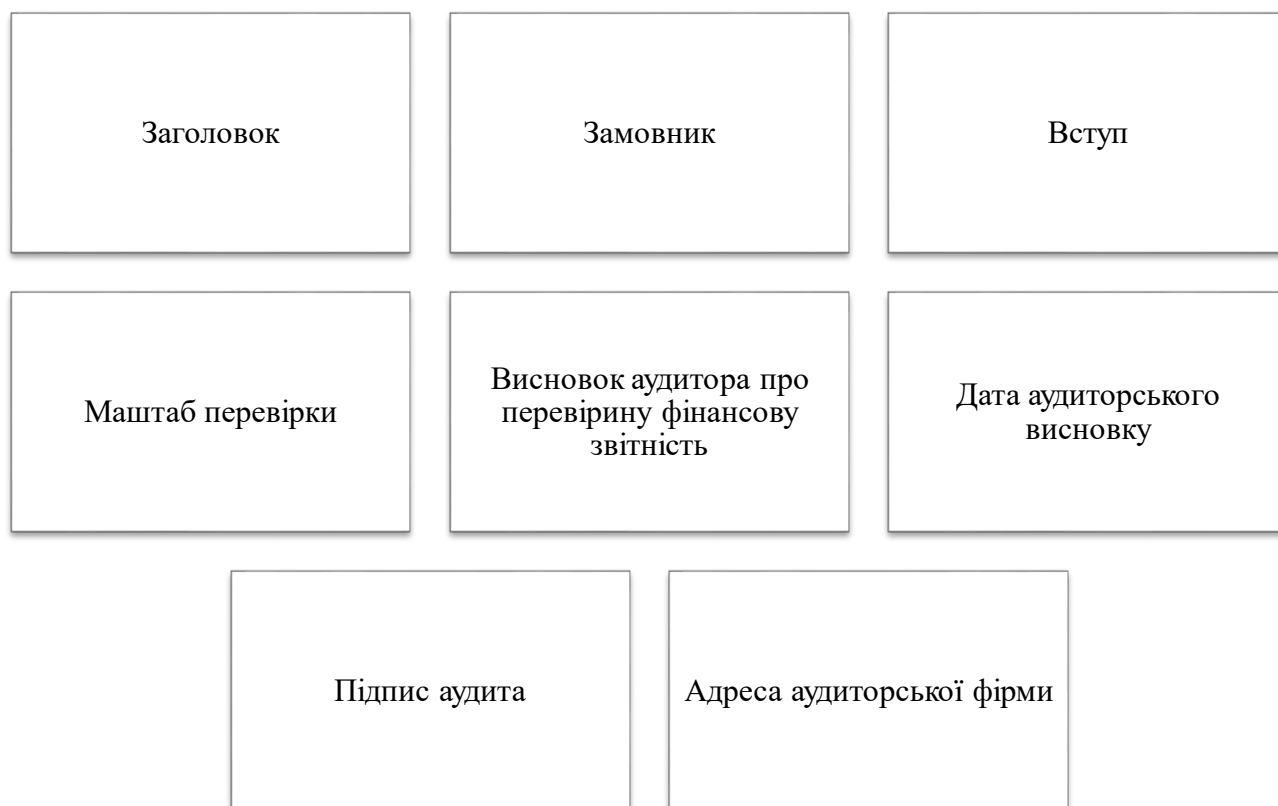 Заголовок
Замовник
Вступ
Маштаб перевірки
Висновок аудитора про
перевірину фінансову
звітність
Дата аудиторського
висновку
Підпис аудита
Адреса аудиторської фірми